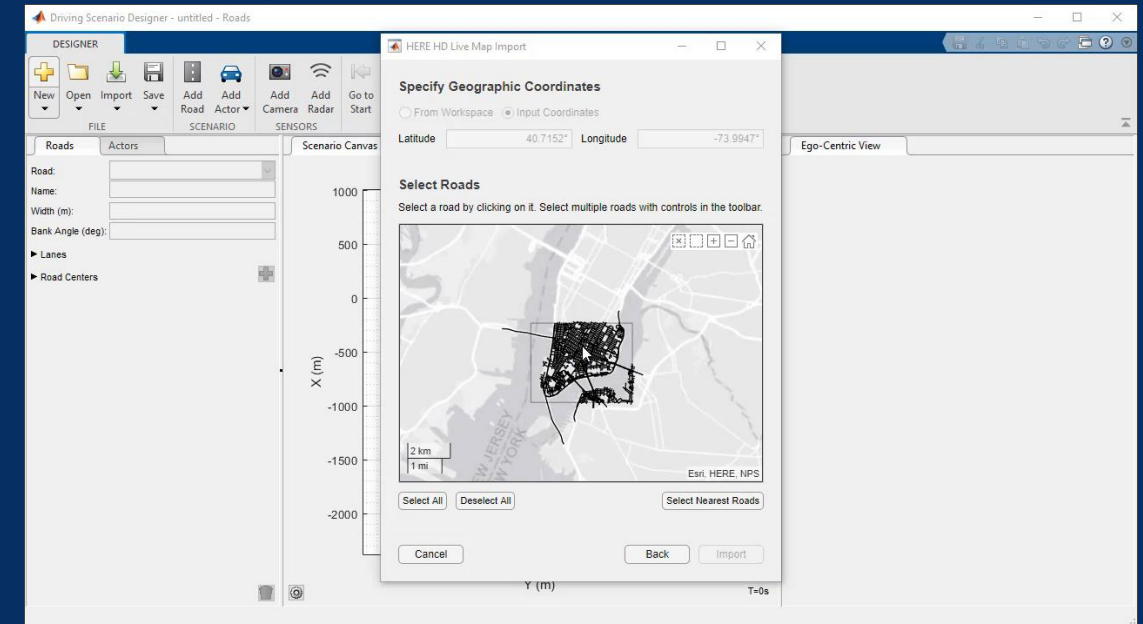 Driving Scenario Designer - untitled - Roads
DESIGNER
New Open Import Save Add Road Add Actor Add Camera Add Radar Go to Start
FILE SCENARIO SENSORS
Roads Actors
Road:
Name:
Width (m):
Bank Angle (deg):
Lanes
Road Centers
Scenario Canvas
1000
500
0
-500
-1000
-1500
-2000
X (m)
Y (m)
T=0s
HERE HD Live Map Import
Specify Geographic Coordinates
From Workspace Input Coordinates
Latitude 40.7152° Longitude -73.9947°
Select Roads
Select a road by clicking on it. Select multiple roads with controls in the toolbar.
NEW JERSEY
NEW YORK
2 km
1 mi
Esri, HERE, NPS
Select All Deselect All Select Nearest Roads
Cancel Back Import
Ego-Centric View